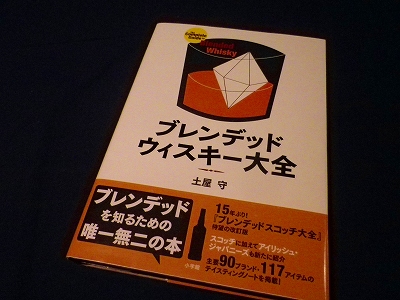 The
Complete
Guide to
Blended
Whisky
ブレンデッド
ウィスキー大全
土屋 守
ブレンデッド
を知るための
唯一無二の本
小学館
15年ぶり!
『ブレンデッドスコッチ大全』
待望の改訂版
スコッチに加えてアイリッシュ・
ジャパニーズも新たに紹介
主要90ブランド、117アイテムの
テイスティングノートを掲載!